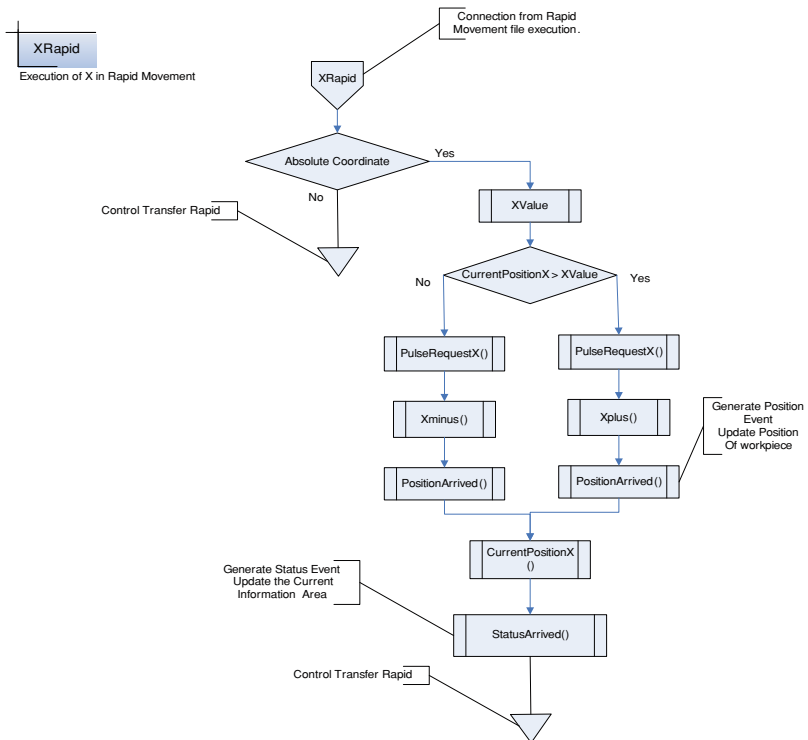 XRapid
Execution of X in Rapid Movement
Connection from Rapid
Movement file execution.
XRapid
Absolute Coordinate
Yes
No
Control Transfer Rapid
XValue
CurrentPositionX > XValue
No
Yes
PulseRequestX()
PulseRequestX()
Xminus()
Xplus()
Generate Position
Event
Update Position
Of workpiece
PositionArrived()
PositionArrived()
CurrentPositionX
()
Generate Status Event
Update the Current
Information Area
StatusArrived()
Control Transfer Rapid